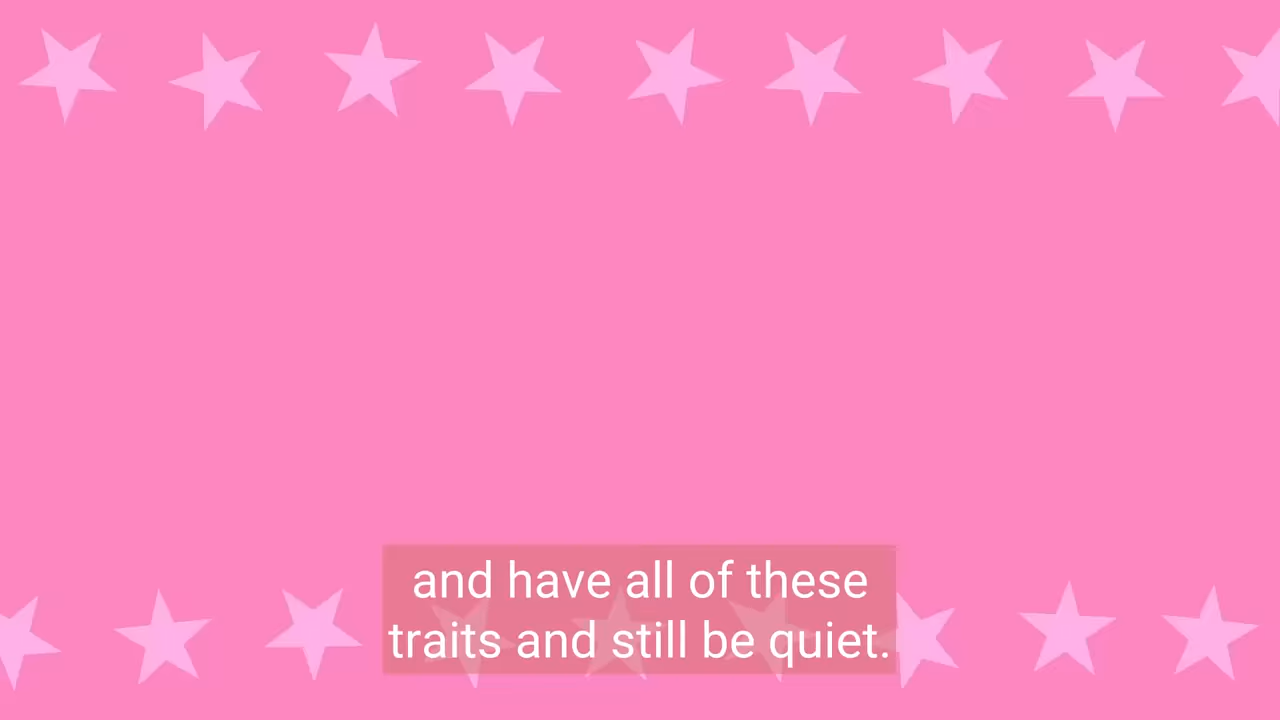 and have all of these
traits and still be quiet.